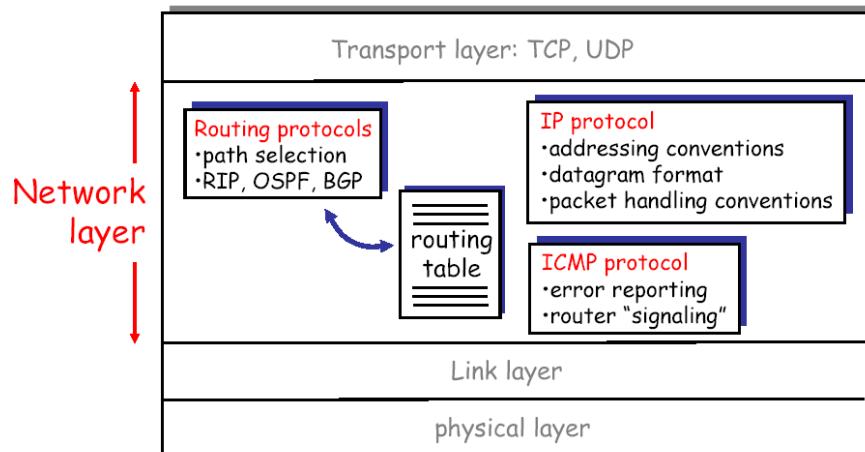 Transport layer: TCP, UDP
Network
layer
Routing protocols
•path selection
•RIP, OSPF, BGP
routing
table
IP protocol
•addressing conventions
•datagram format
•packet handling conventions
ICMP protocol
•error reporting
•router “signaling”
Link layer
physical layer